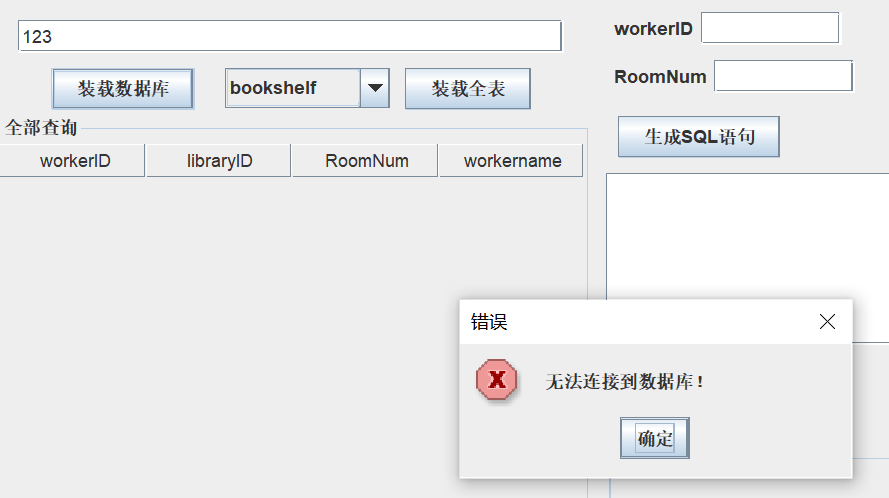 123
装载数据库
bookshelf
装载全表
workerID
RoomNum
生成SQL语句
全部查询
workerID libraryID RoomNum workername
错误
无法连接到数据库！
确定